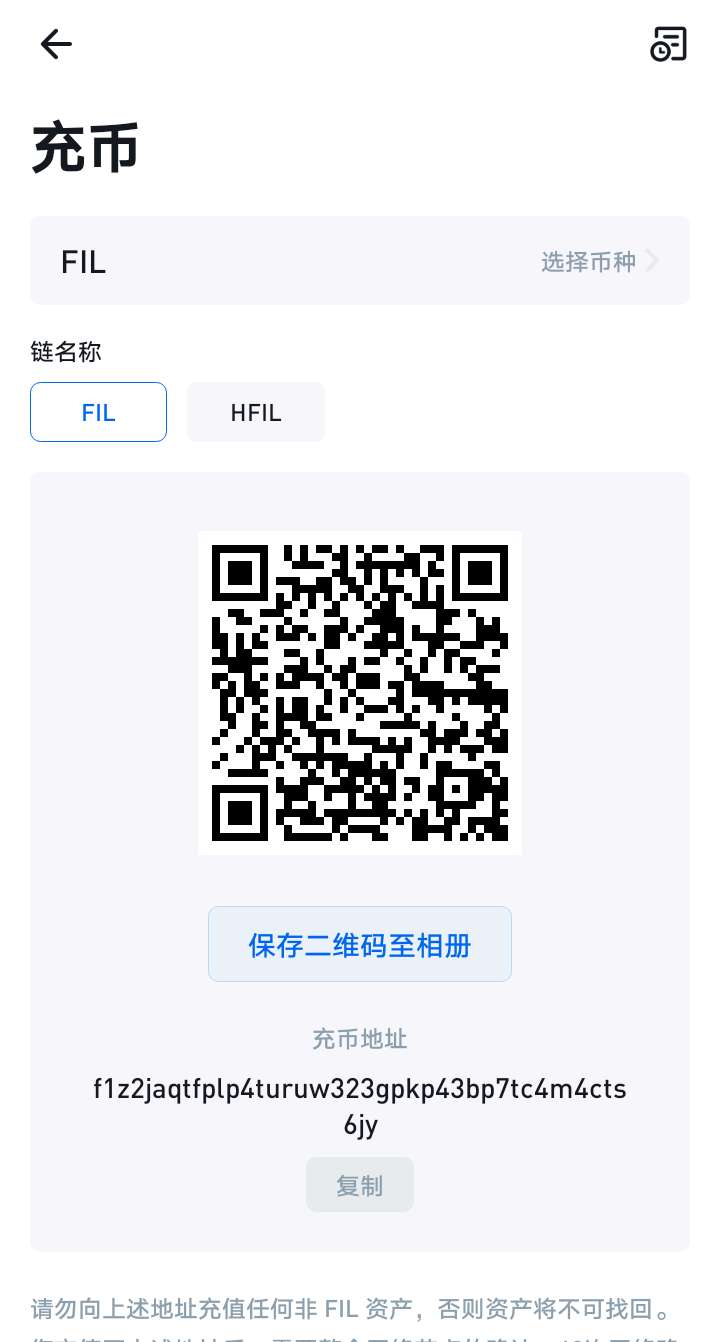 充币
FIL 选择币种
链名称
FIL HFIL
保存二维码至相册
充币地址
f1z2jaqtfplp4turuw323gpkp43bp7tc4m4cts
6jy
复制
请勿向上述地址充值任何非 FIL 资产，否则资产将不可找回。